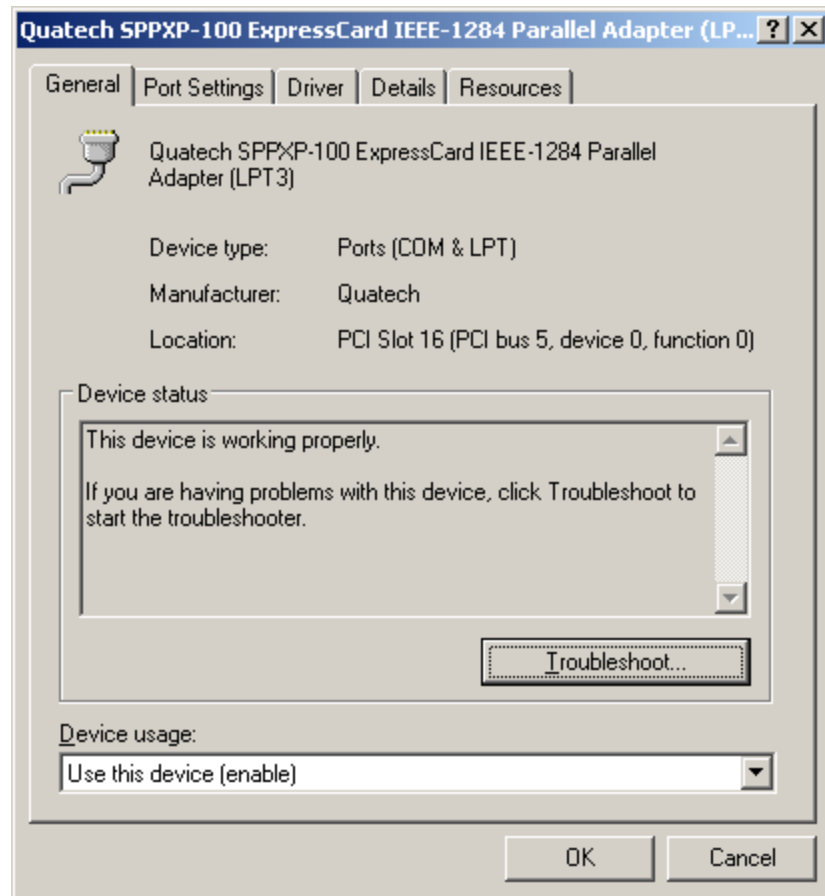 Quatech SPPXP-100 ExpressCard IEEE-1284 Parallel Adapter (LP...
General Port Settings Driver Details Resources
Quatech SPPXP-100 ExpressCard IEEE-1284 Parallel
Adapter (LPT3)
Device type: Ports (COM & LPT)
Manufacturer: Quatech
Location: PCI Slot 16 (PCI bus 5, device 0, function 0)
Device status
This device is working properly.
If you are having problems with this device, click Troubleshoot to
start the troubleshooter.
Troubleshoot...
Device usage:
Use this device (enable)
OK Cancel